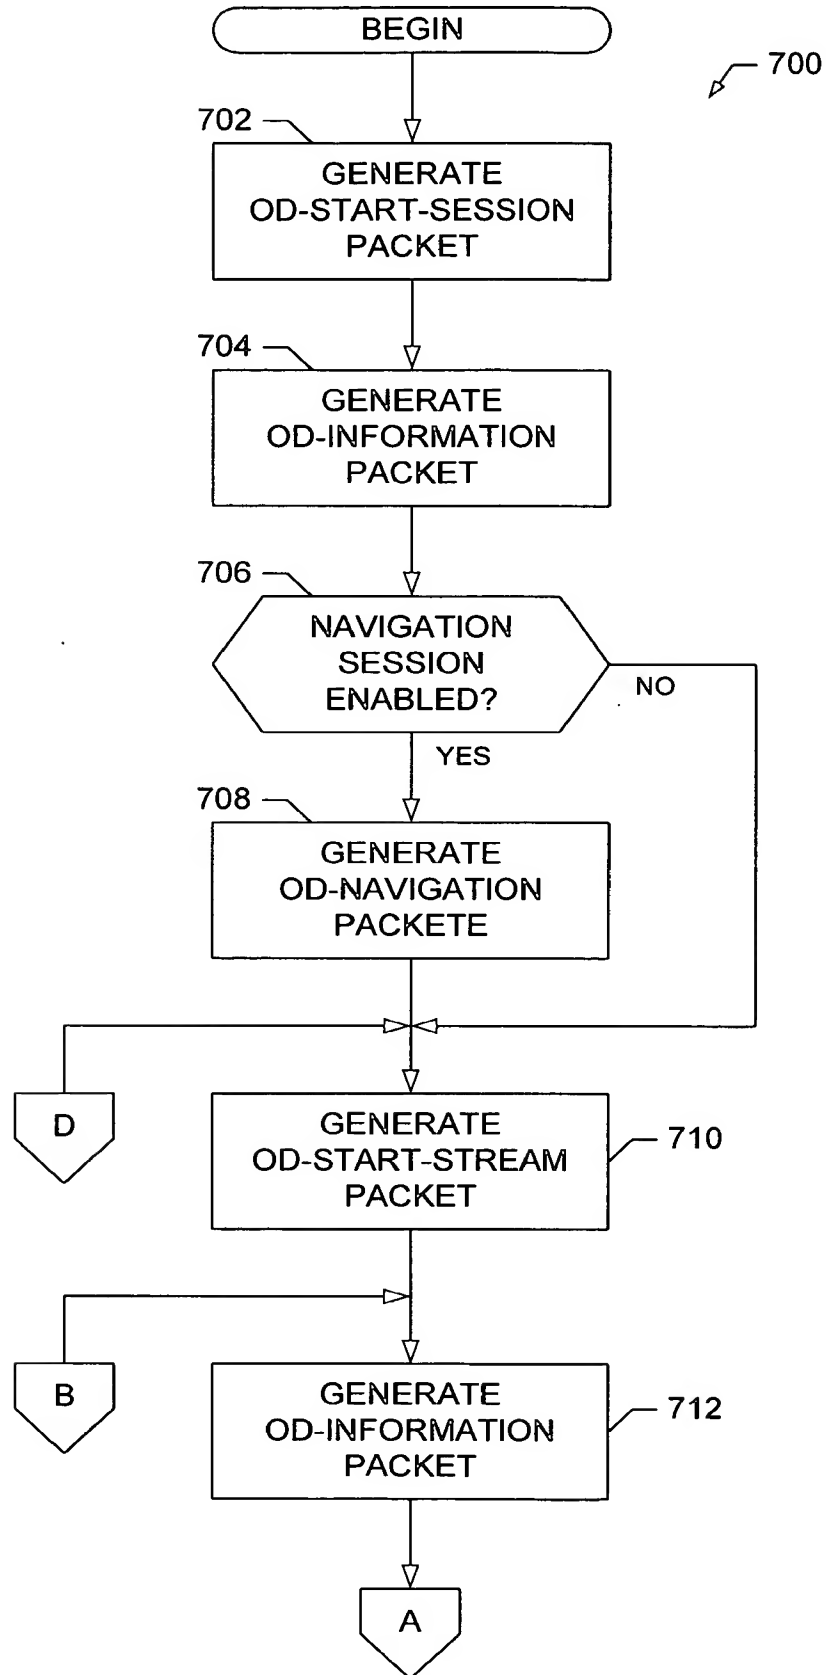 BEGIN
700
702
GENERATE
OD-START-SESSION
PACKET
704
GENERATE
OD-INFORMATION
PACKET
706
NAVIGATION
SESSION
ENABLED?
NO
YES
708
GENERATE
OD-NAVIGATION
PACKETE
D
GENERATE
OD-START-STREAM
PACKET
710
B
GENERATE
OD-INFORMATION
PACKET
712
A